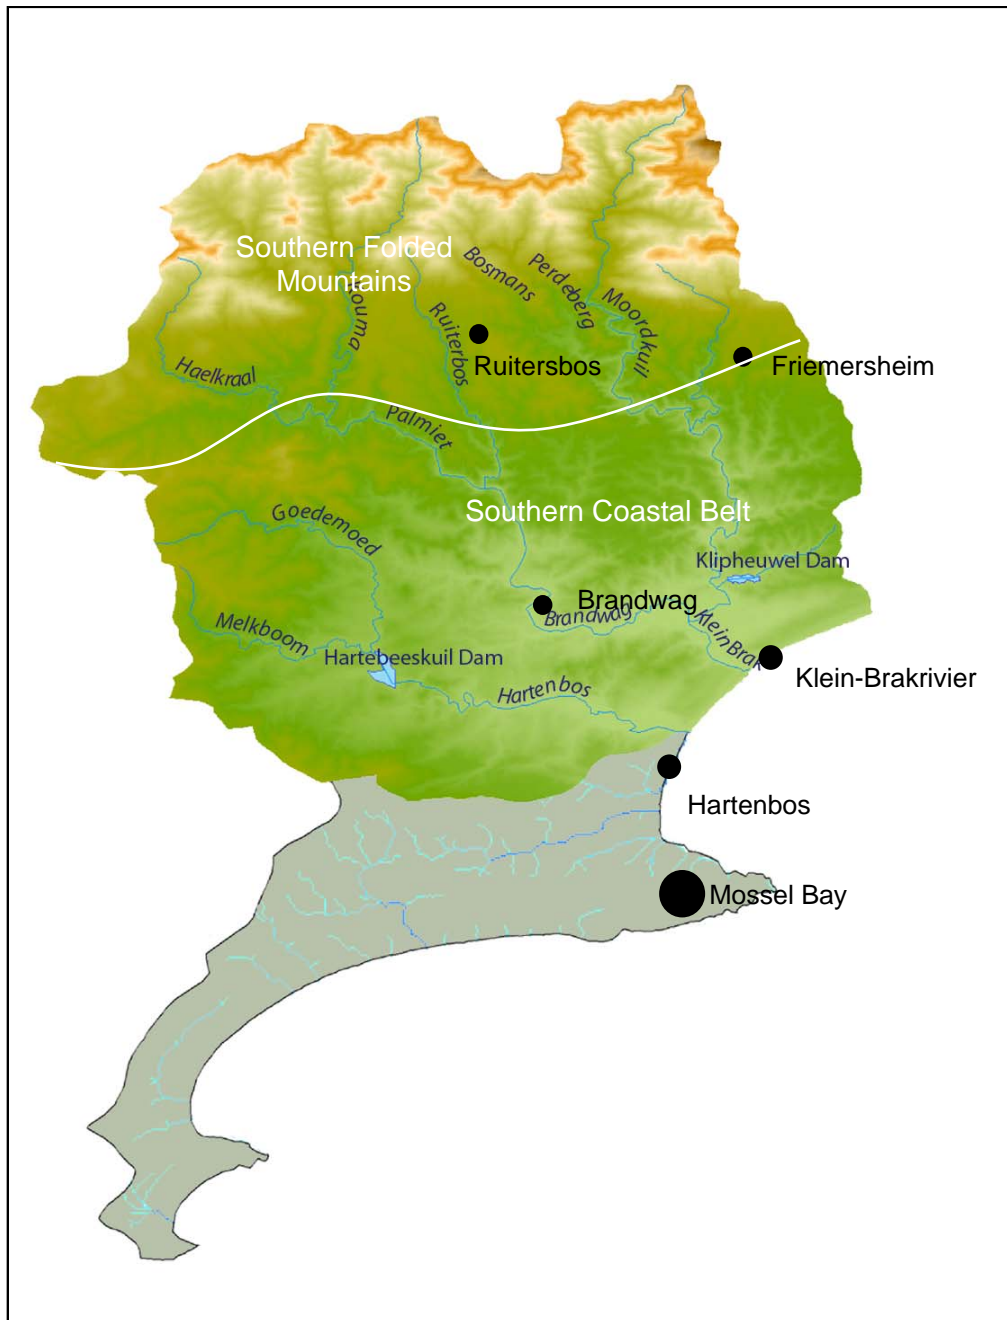 Southern Folded
Mountains
Bosmans
Perdeberg
Moordkuil
Ruiterbos
Ruitersbos
Friemersheim
Haelkraal
Palmiet
Goedemoed
Southern Coastal Belt
Klipheuwel Dam
Brandwag
Brandwag
Melkboom
KleinBrak
Hartebeeskuil Dam
Klein-Brakrivier
Hartenbos
Hartenbos
Mossel Bay